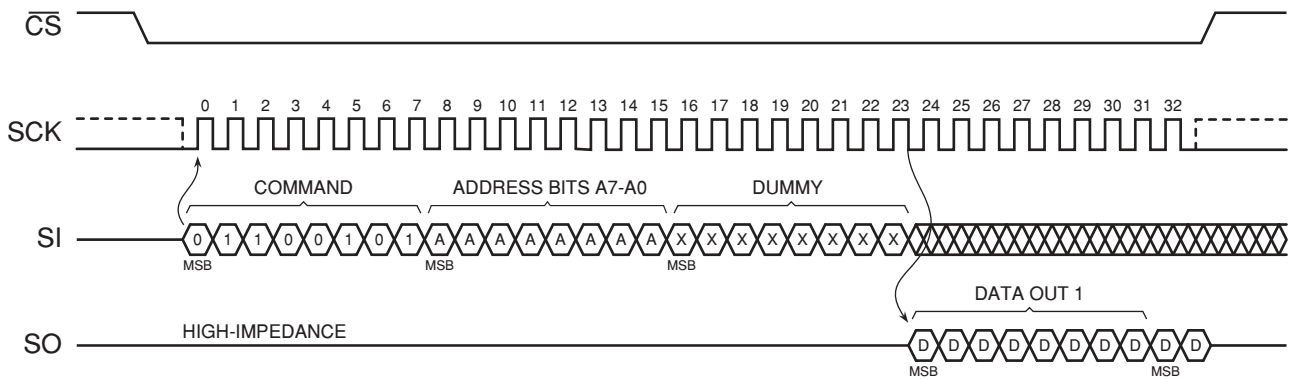 CS
SCK
0 1 2 3 4 5 6 7 8 9 10 11 12 13 14 15 16 17 18 19 20 21 22 23 24 25 26 27 28 29 30 31 32
COMMAND ADDRESS BITS A7-A0 DUMMY
SI 0 1 1 0 0 1 0 1 A A A A A A A A X X X X X X X X
MSB MSB MSB
DATA OUT 1
HIGH-IMPEDANCE
SO D D D D D D D D D D
MSB MSB